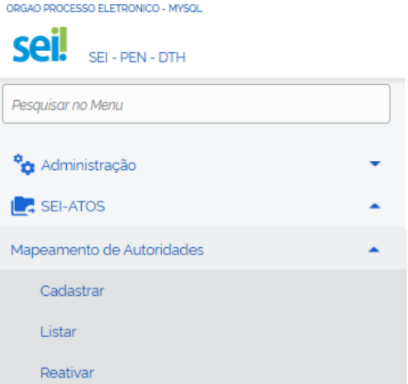 ORGAO PROCESSO ELETRONICO - MYSQL
sei! SEI - PEN - DTH
Pesquisar no Menu
Administração
SEI-ATOS
Mapeamento de Autoridades
Cadastrar
Listar
Reativar